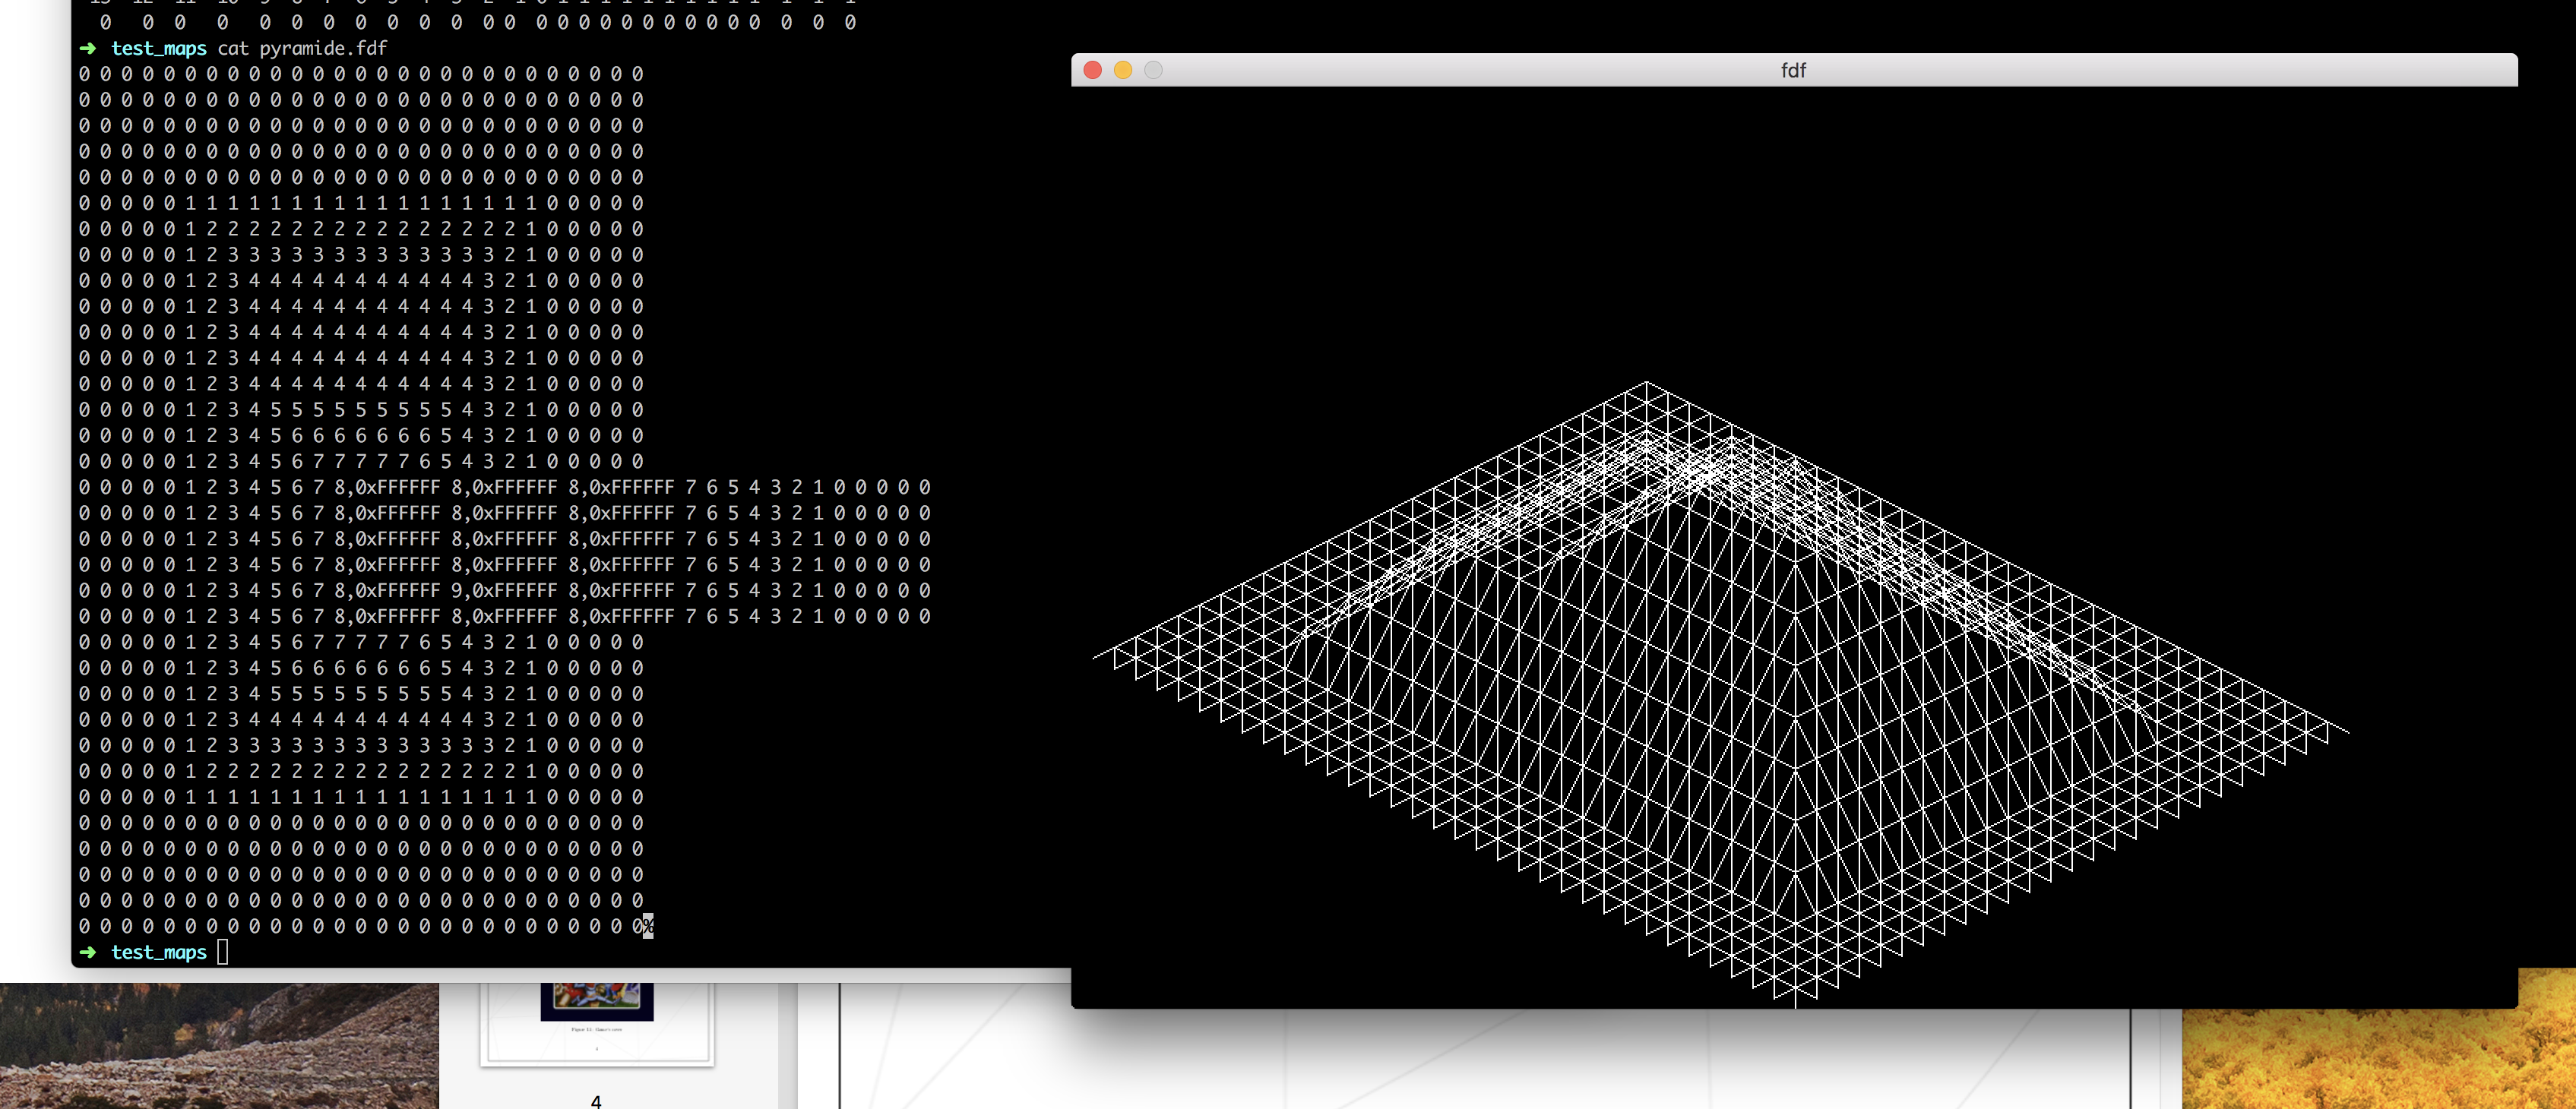 0 0 0 0 0 0 0 0 0 0 0 0 0 0 0 0 0 0 0 0 0 0 0 0 0 0 0
➜ test_maps cat pyramide.fdf
0 0 0 0 0 0 0 0 0 0 0 0 0 0 0 0 0 0 0 0 0 0 0 0 0 0 0
0 0 0 0 0 0 0 0 0 0 0 0 0 0 0 0 0 0 0 0 0 0 0 0 0 0 0
0 0 0 0 0 0 0 0 0 0 0 0 0 0 0 0 0 0 0 0 0 0 0 0 0 0 0
0 0 0 0 0 0 0 0 0 0 0 0 0 0 0 0 0 0 0 0 0 0 0 0 0 0 0
0 0 0 0 0 0 0 0 0 0 0 0 0 0 0 0 0 0 0 0 0 0 0 0 0 0 0
0 0 0 0 0 1 1 1 1 1 1 1 1 1 1 1 1 1 1 1 1 1 0 0 0 0 0
0 0 0 0 0 1 2 2 2 2 2 2 2 2 2 2 2 2 2 2 2 1 0 0 0 0 0
0 0 0 0 0 1 2 3 3 3 3 3 3 3 3 3 3 3 3 3 2 1 0 0 0 0 0
0 0 0 0 0 1 2 3 4 4 4 4 4 4 4 4 4 4 4 3 2 1 0 0 0 0 0
0 0 0 0 0 1 2 3 4 4 4 4 4 4 4 4 4 4 4 3 2 1 0 0 0 0 0
0 0 0 0 0 1 2 3 4 4 4 4 4 4 4 4 4 4 4 3 2 1 0 0 0 0 0
0 0 0 0 0 1 2 3 4 4 4 4 4 4 4 4 4 4 4 3 2 1 0 0 0 0 0
0 0 0 0 0 1 2 3 4 4 4 4 4 4 4 4 4 4 4 3 2 1 0 0 0 0 0
0 0 0 0 0 1 2 3 4 5 5 5 5 5 5 5 5 5 4 3 2 1 0 0 0 0 0
0 0 0 0 0 1 2 3 4 5 6 6 6 6 6 6 6 5 4 3 2 1 0 0 0 0 0
0 0 0 0 0 1 2 3 4 5 6 7 7 7 7 7 6 5 4 3 2 1 0 0 0 0 0
0 0 0 0 0 1 2 3 4 5 6 7 8,0xFFFFFF 8,0xFFFFFF 8,0xFFFFFF 7 6 5 4 3 2 1 0 0 0 0 0
0 0 0 0 0 1 2 3 4 5 6 7 8,0xFFFFFF 8,0xFFFFFF 8,0xFFFFFF 7 6 5 4 3 2 1 0 0 0 0 0
0 0 0 0 0 1 2 3 4 5 6 7 8,0xFFFFFF 8,0xFFFFFF 8,0xFFFFFF 7 6 5 4 3 2 1 0 0 0 0 0
0 0 0 0 0 1 2 3 4 5 6 7 8,0xFFFFFF 8,0xFFFFFF 8,0xFFFFFF 7 6 5 4 3 2 1 0 0 0 0 0
0 0 0 0 0 1 2 3 4 5 6 7 8,0xFFFFFF 9,0xFFFFFF 8,0xFFFFFF 7 6 5 4 3 2 1 0 0 0 0 0
0 0 0 0 0 1 2 3 4 5 6 7 8,0xFFFFFF 8,0xFFFFFF 8,0xFFFFFF 7 6 5 4 3 2 1 0 0 0 0 0
0 0 0 0 0 1 2 3 4 5 6 7 7 7 7 7 6 5 4 3 2 1 0 0 0 0 0
0 0 0 0 0 1 2 3 4 5 6 6 6 6 6 6 6 5 4 3 2 1 0 0 0 0 0
0 0 0 0 0 1 2 3 4 5 5 5 5 5 5 5 5 5 4 3 2 1 0 0 0 0 0
0 0 0 0 0 1 2 3 4 4 4 4 4 4 4 4 4 4 4 3 2 1 0 0 0 0 0
0 0 0 0 0 1 2 3 3 3 3 3 3 3 3 3 3 3 3 3 2 1 0 0 0 0 0
0 0 0 0 0 1 2 2 2 2 2 2 2 2 2 2 2 2 2 2 2 1 0 0 0 0 0
0 0 0 0 0 1 1 1 1 1 1 1 1 1 1 1 1 1 1 1 1 1 0 0 0 0 0
0 0 0 0 0 0 0 0 0 0 0 0 0 0 0 0 0 0 0 0 0 0 0 0 0 0 0
0 0 0 0 0 0 0 0 0 0 0 0 0 0 0 0 0 0 0 0 0 0 0 0 0 0 0
0 0 0 0 0 0 0 0 0 0 0 0 0 0 0 0 0 0 0 0 0 0 0 0 0 0 0
0 0 0 0 0 0 0 0 0 0 0 0 0 0 0 0 0 0 0 0 0 0 0 0 0 0 0
0 0 0 0 0 0 0 0 0 0 0 0 0 0 0 0 0 0 0 0 0 0 0 0 0 0 0%
➜ test_maps
fdf
4